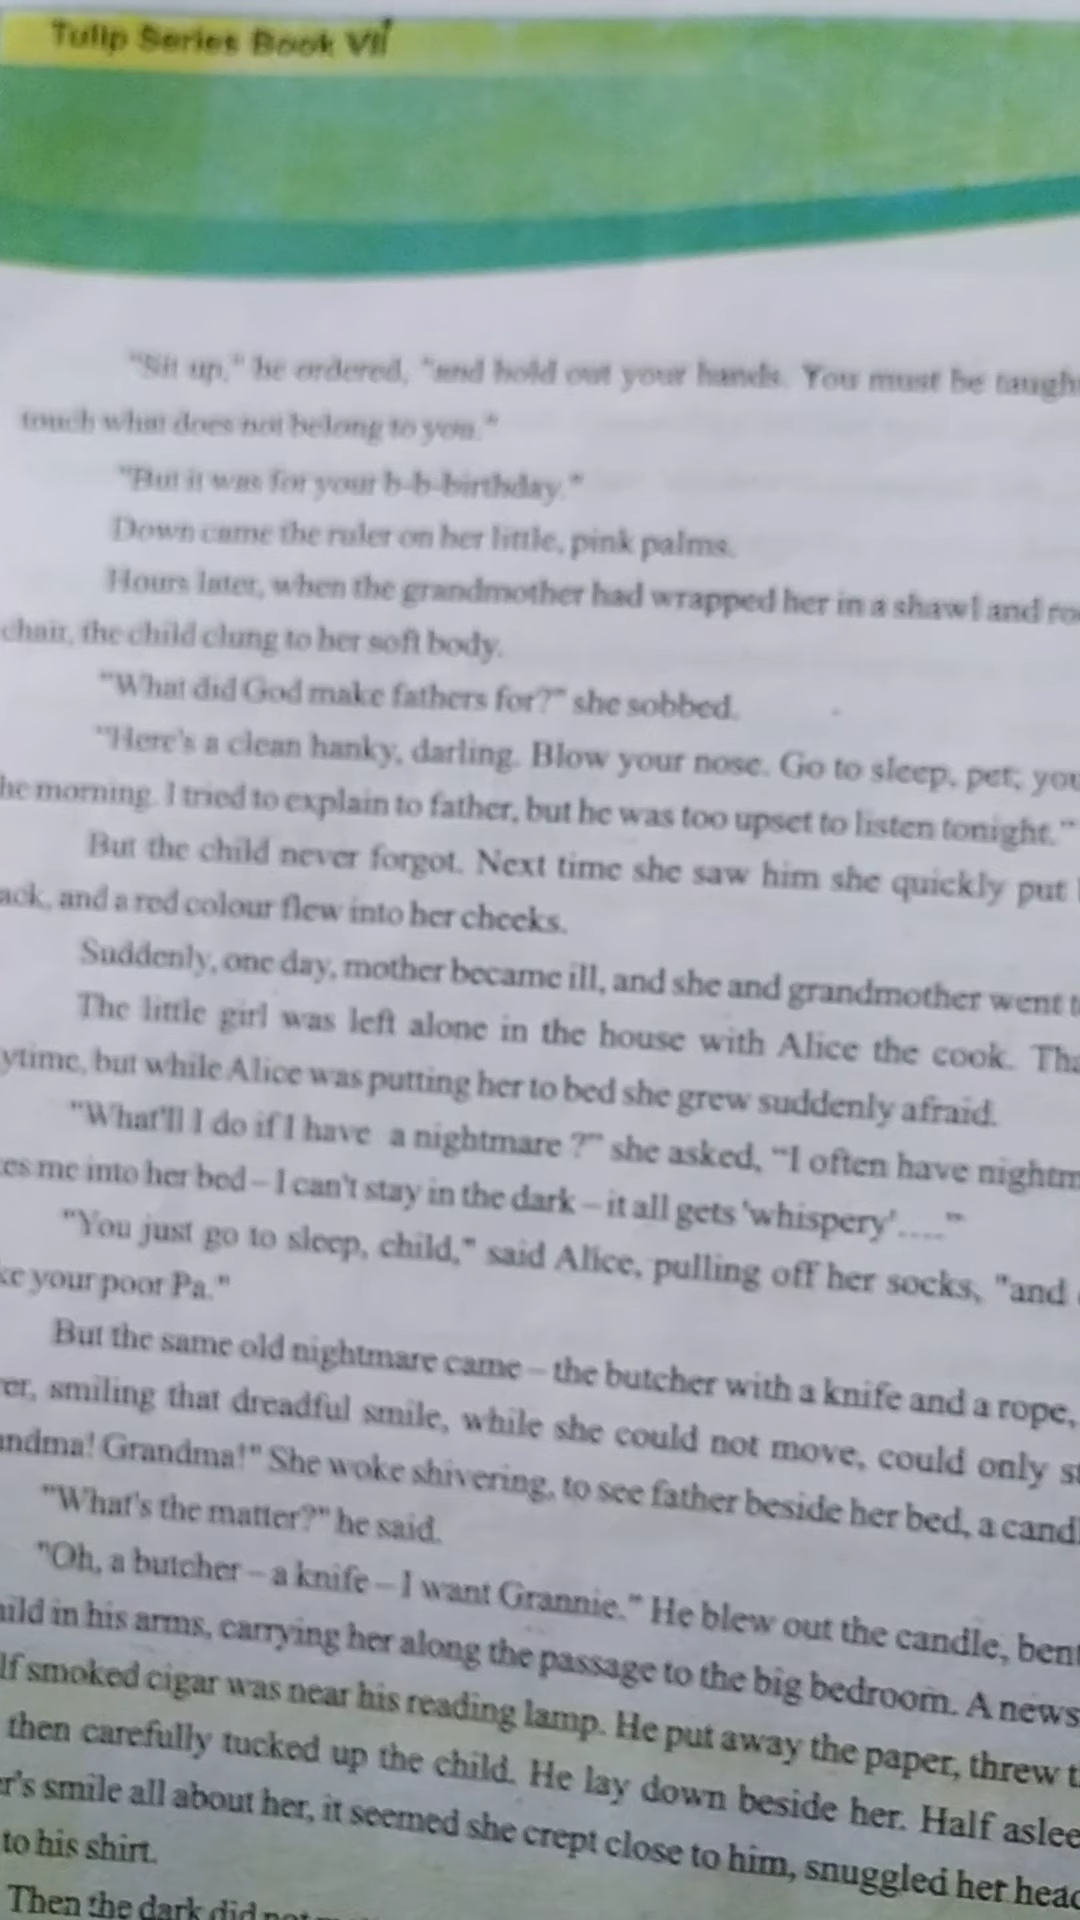 Tulip Series Book VII
"Sit up," he ordered, "and hold out your hands. You must be taugh
touch what does not belong to you."
"But it was for your b-b-birthday."
Down came the ruler on her little, pink palms.
Hours later, when the grandmother had wrapped her in a shawl and ro
chair, the child clung to her soft body.
"What did God make fathers for?" she sobbed.
"Here's a clean hanky, darling. Blow your nose. Go to sleep, pet; you
he morning. I tried to explain to father, but he was too upset to listen tonight."
But the child never forgot. Next time she saw him she quickly put
ack, and a red colour flew into her cheeks.
Suddenly, one day, mother became ill, and she and grandmother went t
The little girl was left alone in the house with Alice the cook. Tha
ytime, but while Alice was putting her to bed she grew suddenly afraid.
"What'll I do if I have a nightmare ?" she asked, "I often have nightm
es me into her bed – I can't stay in the dark – it all gets 'whispery'...."
"You just go to sleep, child," said Alice, pulling off her socks, "and
ke your poor Pa."
But the same old nightmare came – the butcher with a knife and a rope,
er, smiling that dreadful smile, while she could not move, could only st
andma! Grandma!" She woke shivering, to see father beside her bed, a cand
"What's the matter?" he said.
"Oh, a butcher – a knife – I want Grannie." He blew out the candle, bent
ild in his arms, carrying her along the passage to the big bedroom. A news
lf smoked cigar was near his reading lamp. He put away the paper, threw t
then carefully tucked up the child. He lay down beside her. Half aslee
r's smile all about her, it seemed she crept close to him, snuggled her head
to his shirt.
Then the dark did not